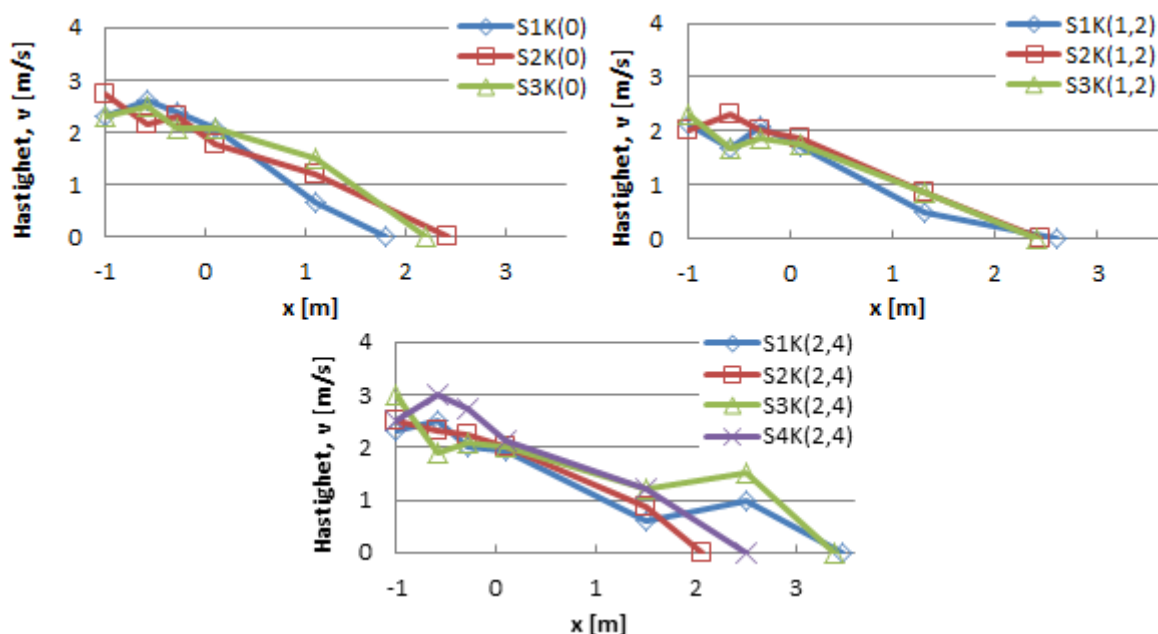 Hastighet, v [m/s]
4
3
2
1
0
-1 0 1 2 3
x [m]
S1K(0)
S2K(0)
S3K(0)
Hastighet, v [m/s]
4
3
2
1
0
-1 0 1 2 3
x [m]
S1K(1,2)
S2K(1,2)
S3K(1,2)
Hastighet, v [m/s]
4
3
2
1
0
-1 0 1 2 3
x [m]
S1K(2,4)
S2K(2,4)
S3K(2,4)
S4K(2,4)